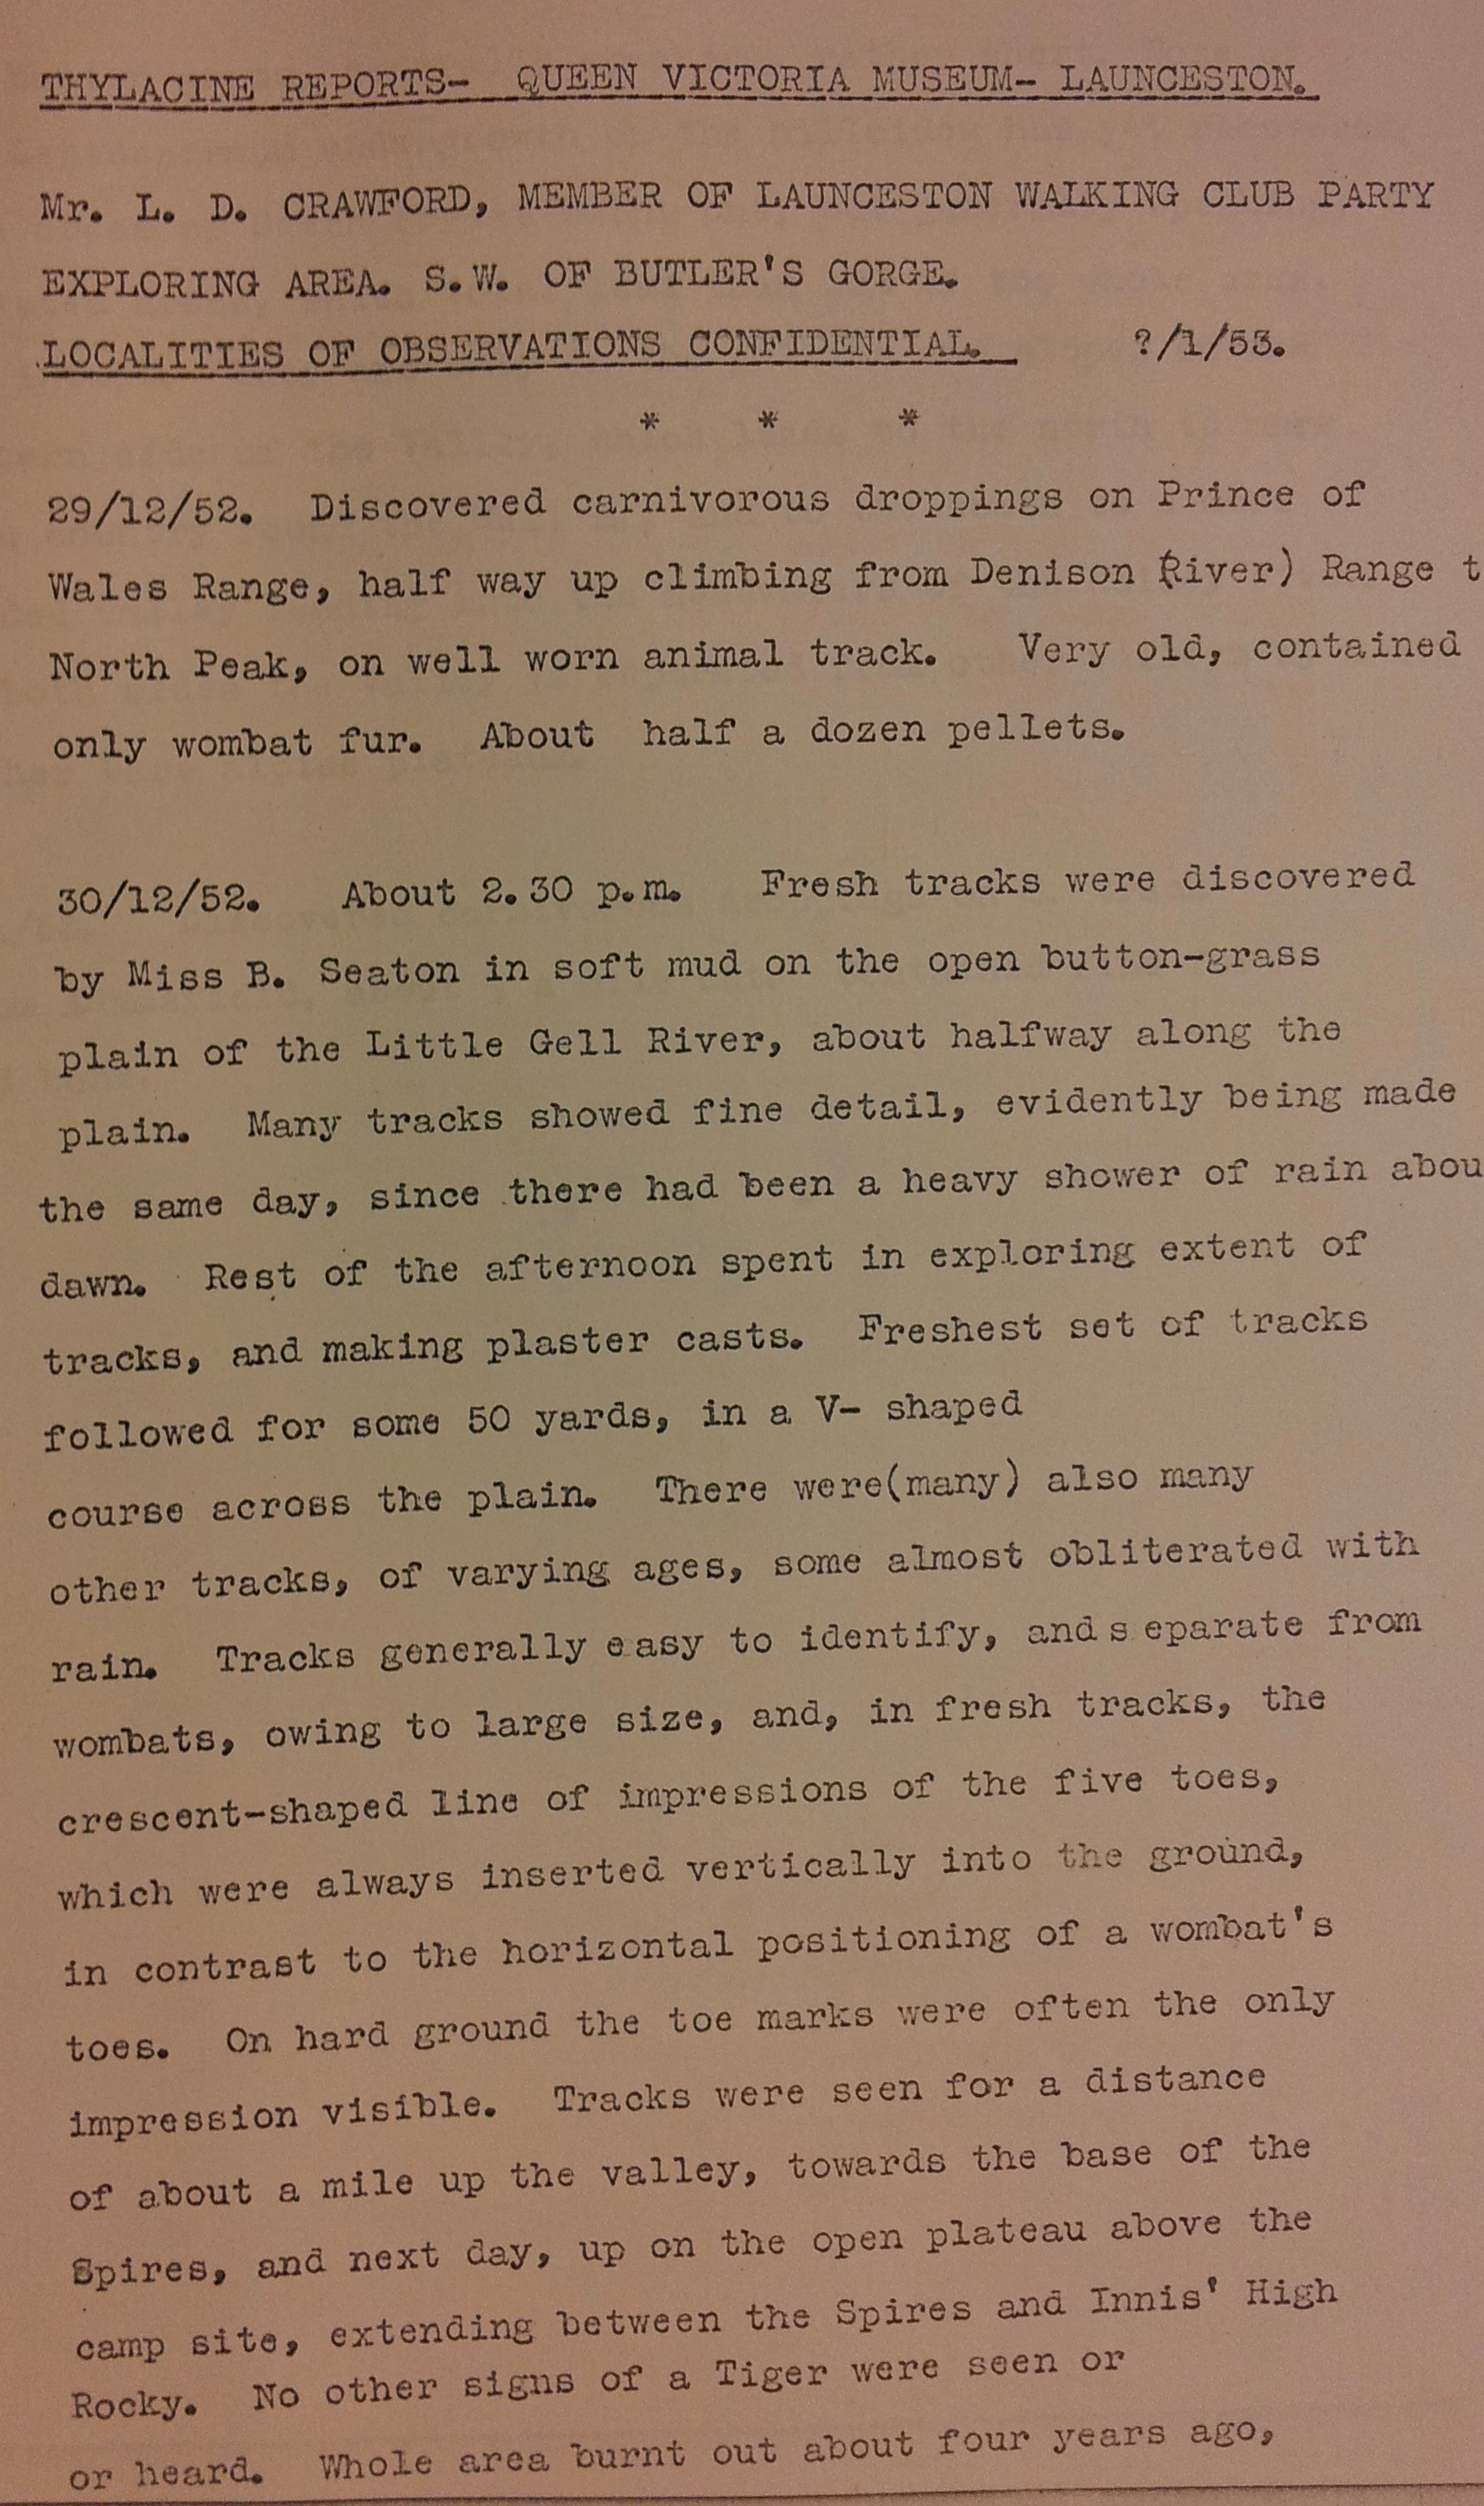 THYLACINE REPORTS- QUEEN VICTORIA MUSEUM- LAUNCESTON.
Mr. L. D. CRAWFORD, MEMBER OF LAUNCESTON WALKING CLUB PARTY
EXPLORING AREA. S.W. OF BUTLER'S GORGE.
LOCALITIES OF OBSERVATIONS CONFIDENTIAL. ?/1/53.
* * *
29/12/52. Discovered carnivorous droppings on Prince of
Wales Range, half way up climbing from Denison (River) Range t
North Peak, on well worn animal track. Very old, contained
only wombat fur. About half a dozen pellets.
30/12/52. About 2.30 p.m. Fresh tracks were discovered
by Miss B. Seaton in soft mud on the open button-grass
plain of the Little Gell River, about halfway along the
plain. Many tracks showed fine detail, evidently being made
the same day, since there had been a heavy shower of rain abou
dawn. Rest of the afternoon spent in exploring extent of
tracks, and making plaster casts. Freshest set of tracks
followed for some 50 yards, in a V- shaped
course across the plain. There were(many) also many
other tracks, of varying ages, some almost obliterated with
rain. Tracks generally easy to identify, and s eparate from
wombats, owing to large size, and, in fresh tracks, the
crescent-shaped line of impressions of the five toes,
which were always inserted vertically into the ground,
in contrast to the horizontal positioning of a wombat's
toes. On hard ground the toe marks were often the only
impression visible. Tracks were seen for a distance
of about a mile up the valley, towards the base of the
Spires, and next day, up on the open plateau above the
camp site, extending between the Spires and Innis' High
Rocky. No other signs of a Tiger were seen or
or heard. Whole area burnt out about four years ago,